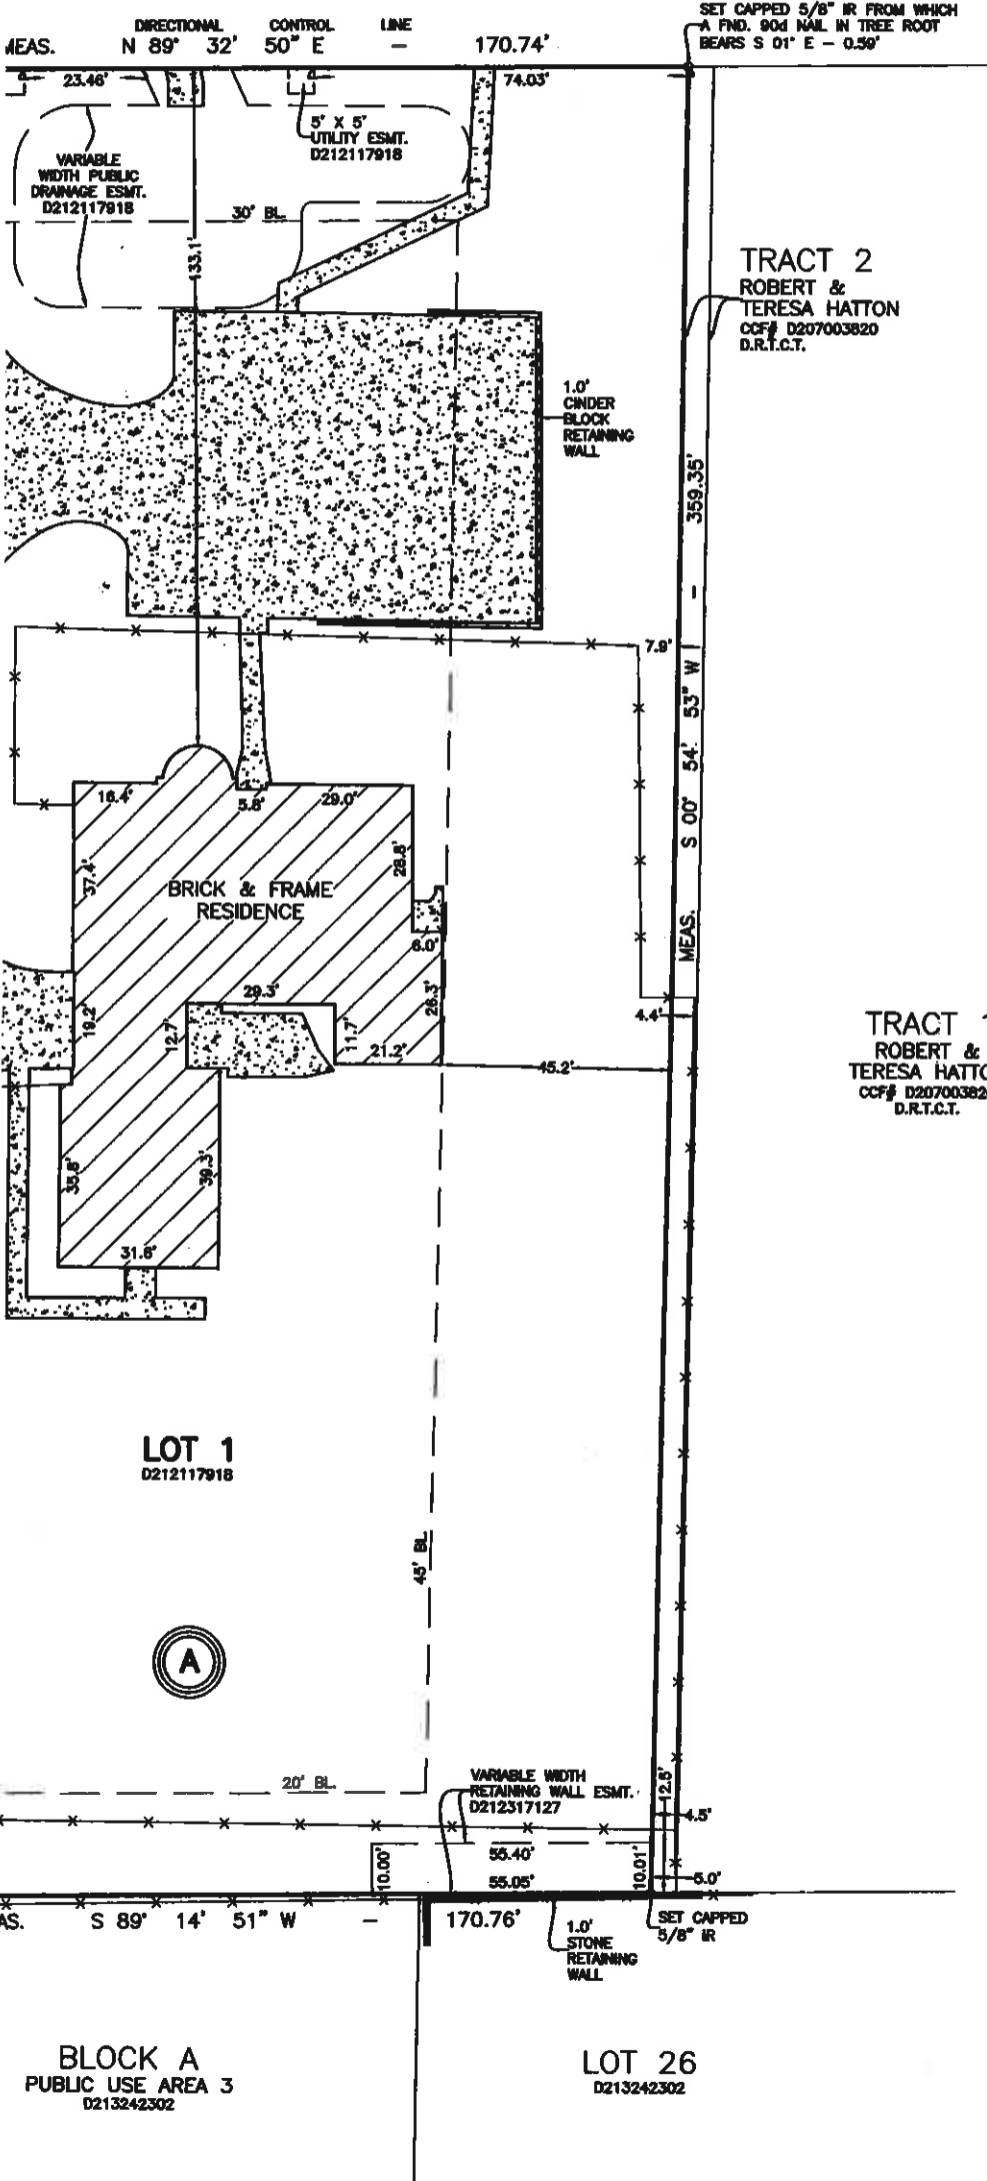 SET CAPPED 5/8" IR FROM WHICH
A FND. 90d NAIL IN TREE ROOT
BEARS S 01° E - 0.59'
DIRECTIONAL CONTROL LINE
MEAS. N 89° 32' 50" E - 170.74'
23.46'
74.03'
5' X 5'
UTILITY ESMT.
D212117918
VARIABLE
WIDTH PUBLIC
DRAINAGE ESMT.
D212117918
30' BL
133.1'
TRACT 2
ROBERT &
TERESA HATTON
CCF# D207003820
D.R.T.C.T.
1.0'
CINDER
BLOCK
RETAINING
WALL
MEAS. S 00° 54' 53" W - 359.35'
7.9'
16.4'
5.8'
29.0'
37.4'
28.8'
BRICK & FRAME
RESIDENCE
6.0'
29.3'
26.3'
19.2'
12.7'
11.7'
21.2'
4.4'
45.2'
TRACT 1
ROBERT &
TERESA HATTO
CCF# D20700382
D.R.T.C.T.
35.8'
39.3'
31.6'
LOT 1
D212117918
45' BL
A
20' BL
VARIABLE WIDTH
RETAINING WALL ESMT.
D212317127
12.6'
4.5'
10.00'
55.40'
10.01'
55.05'
5.0'
AS. S 89° 14' 51" W - 170.76'
SET CAPPED
5/8" IR
1.0'
STONE
RETAINING
WALL
BLOCK A
PUBLIC USE AREA 3
D213242302
LOT 26
D213242302